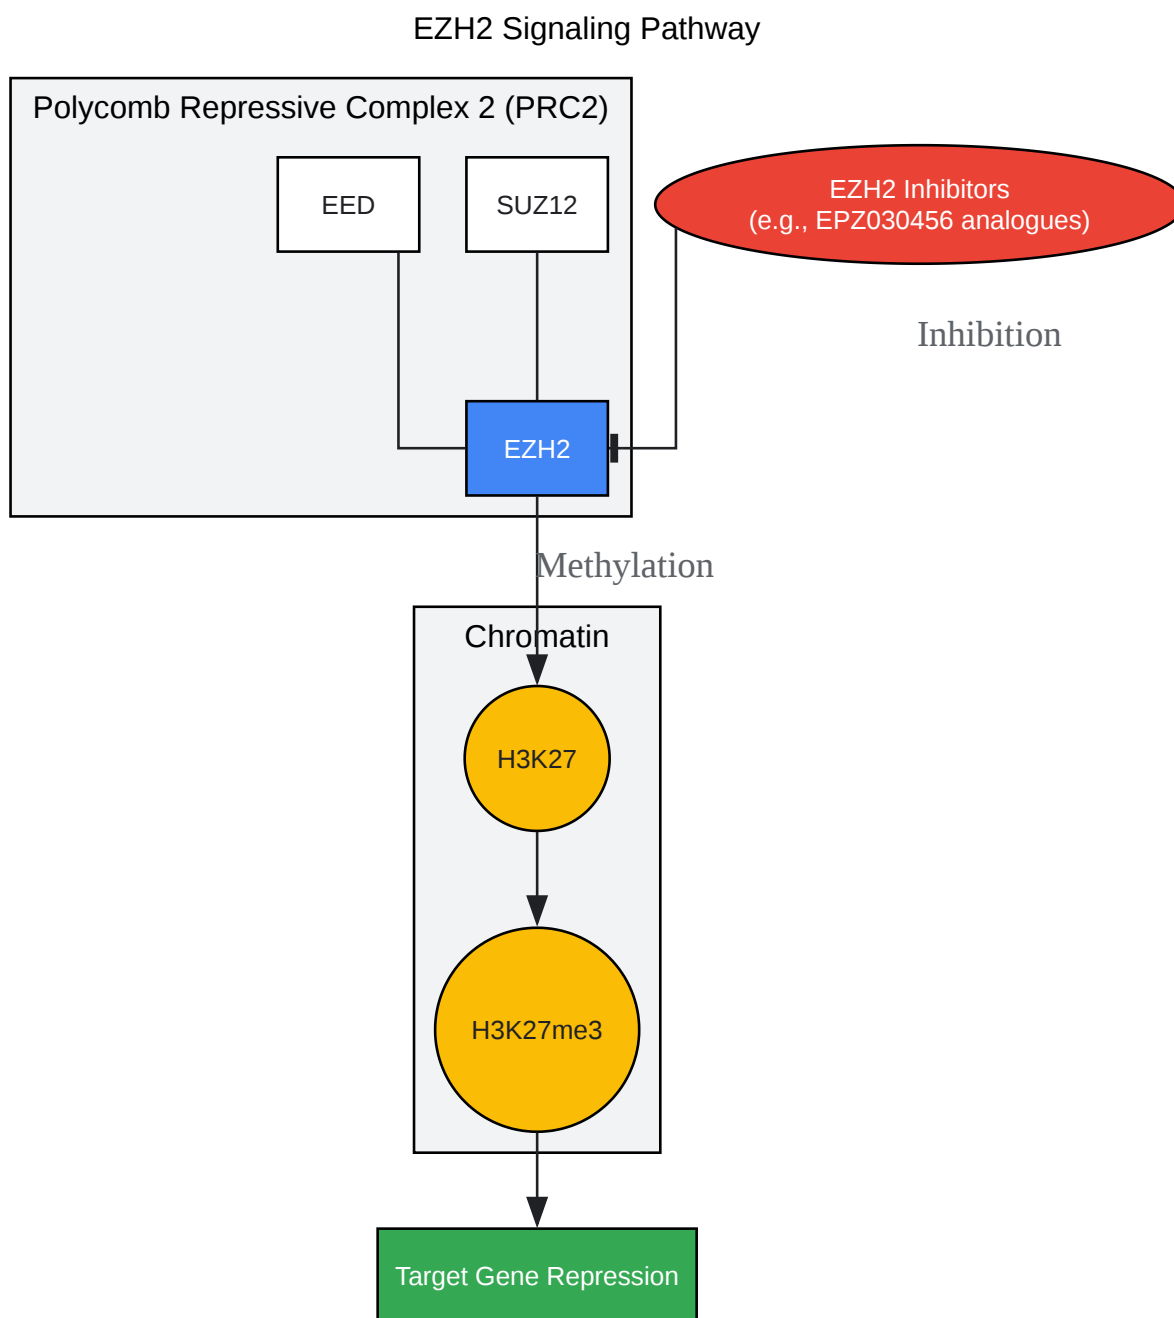 EZH2 Signaling Pathway
Polycomb Repressive Complex 2 (PRC2)
EED
SUZ12
EZH2 Inhibitors
(e.g., EPZ030456 analogues)
Inhibition
EZH2
Methylation
Chromatin
H3K27
H3K27me3
Target Gene Repression